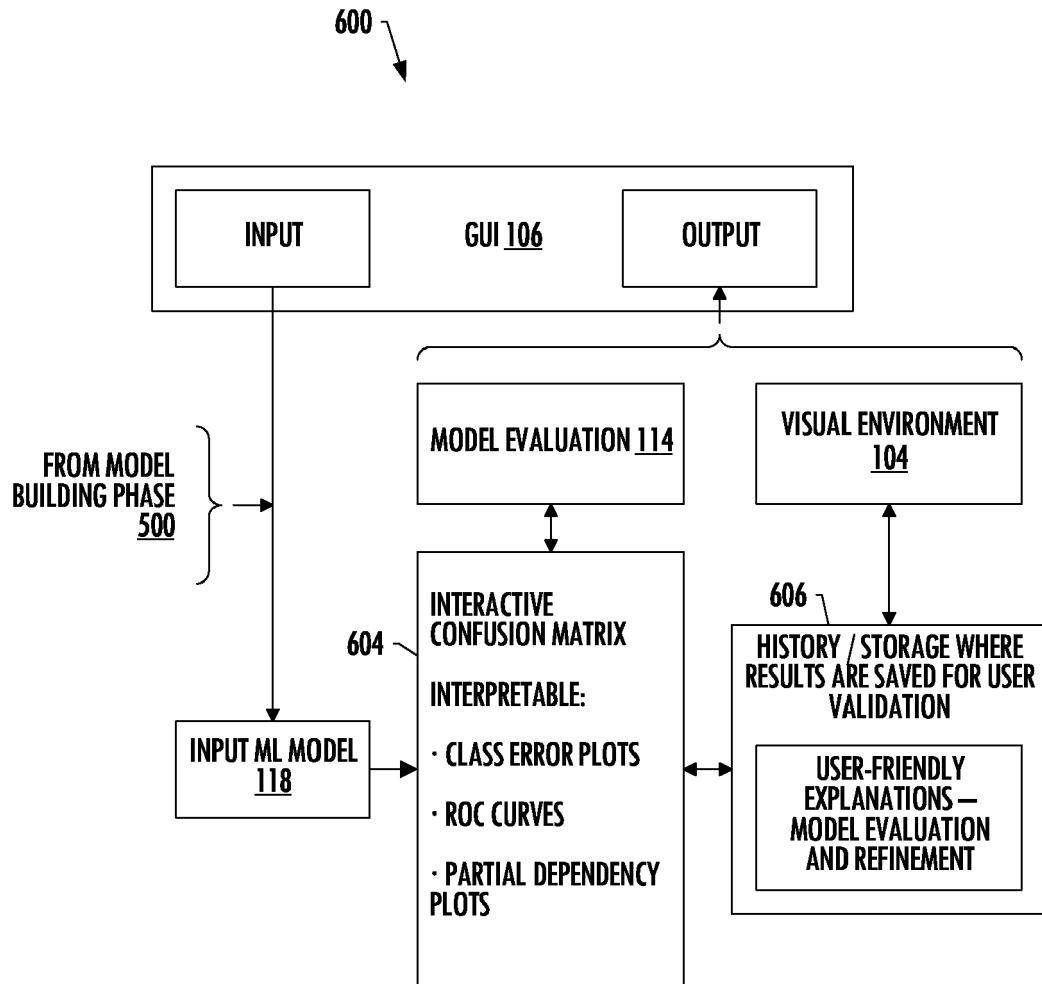 600
INPUT
GUI 106
OUTPUT
MODEL EVALUATION 114
VISUAL ENVIRONMENT
104
FROM MODEL
BUILDING PHASE
500
604
INTERACTIVE
CONFUSION MATRIX
INTERPRETABLE:
· CLASS ERROR PLOTS
· ROC CURVES
· PARTIAL DEPENDENCY
PLOTS
606
HISTORY / STORAGE WHERE
RESULTS ARE SAVED FOR USER
VALIDATION
USER-FRIENDLY
EXPLANATIONS –
MODEL EVALUATION
AND REFINEMENT
INPUT ML MODEL
118